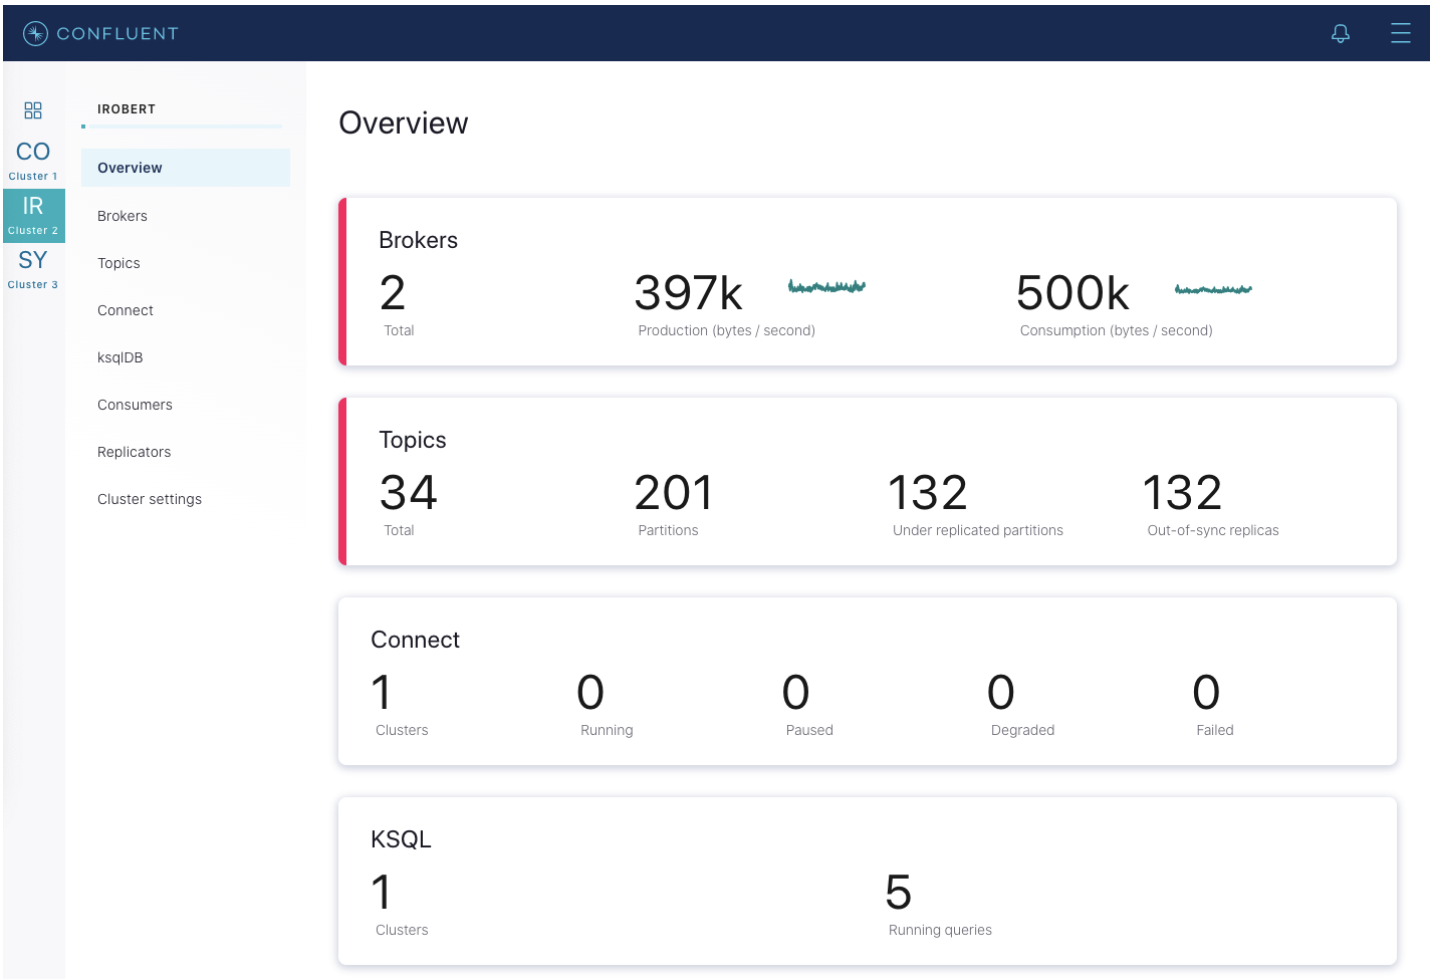 CONFLUENT
CO
Cluster 1
IR
Cluster 2
SY
Cluster 3
IROBERT
Overview
Brokers
Topics
Connect
ksqlDB
Consumers
Replicators
Cluster settings
Overview
Brokers
2 397k 500k
Total Production (bytes / second) Consumption (bytes / second)
Topics
34 201 132 132
Total Partitions Under replicated partitions Out-of-sync replicas
Connect
1 0 0 0 0
Clusters Running Paused Degraded Failed
KSQL
1 5
Clusters Running queries